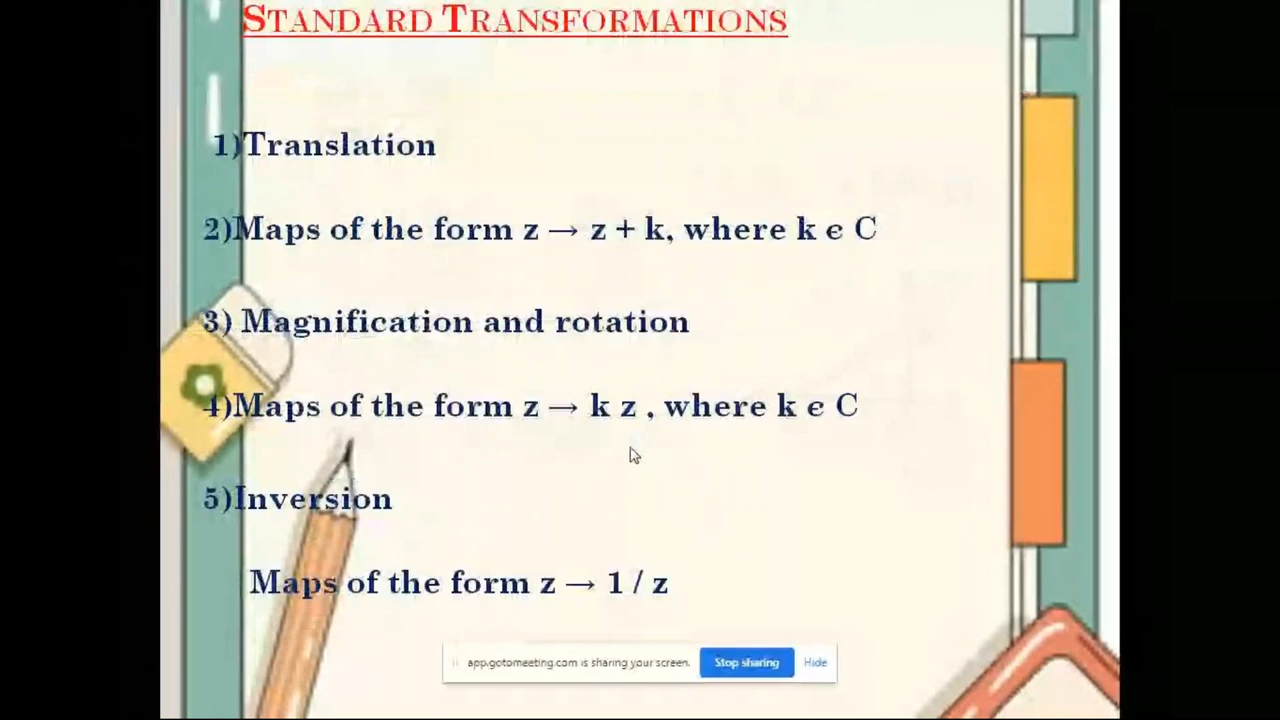 STANDARD TRANSFORMATIONS
1)Translation
2)Maps of the form z → z + k, where k є C
3) Magnification and rotation
4)Maps of the form z → k z , where k є C
5)Inversion
Maps of the form z → 1 / z
app.gotomeeting.com is sharing your screen. Stop sharing Hide